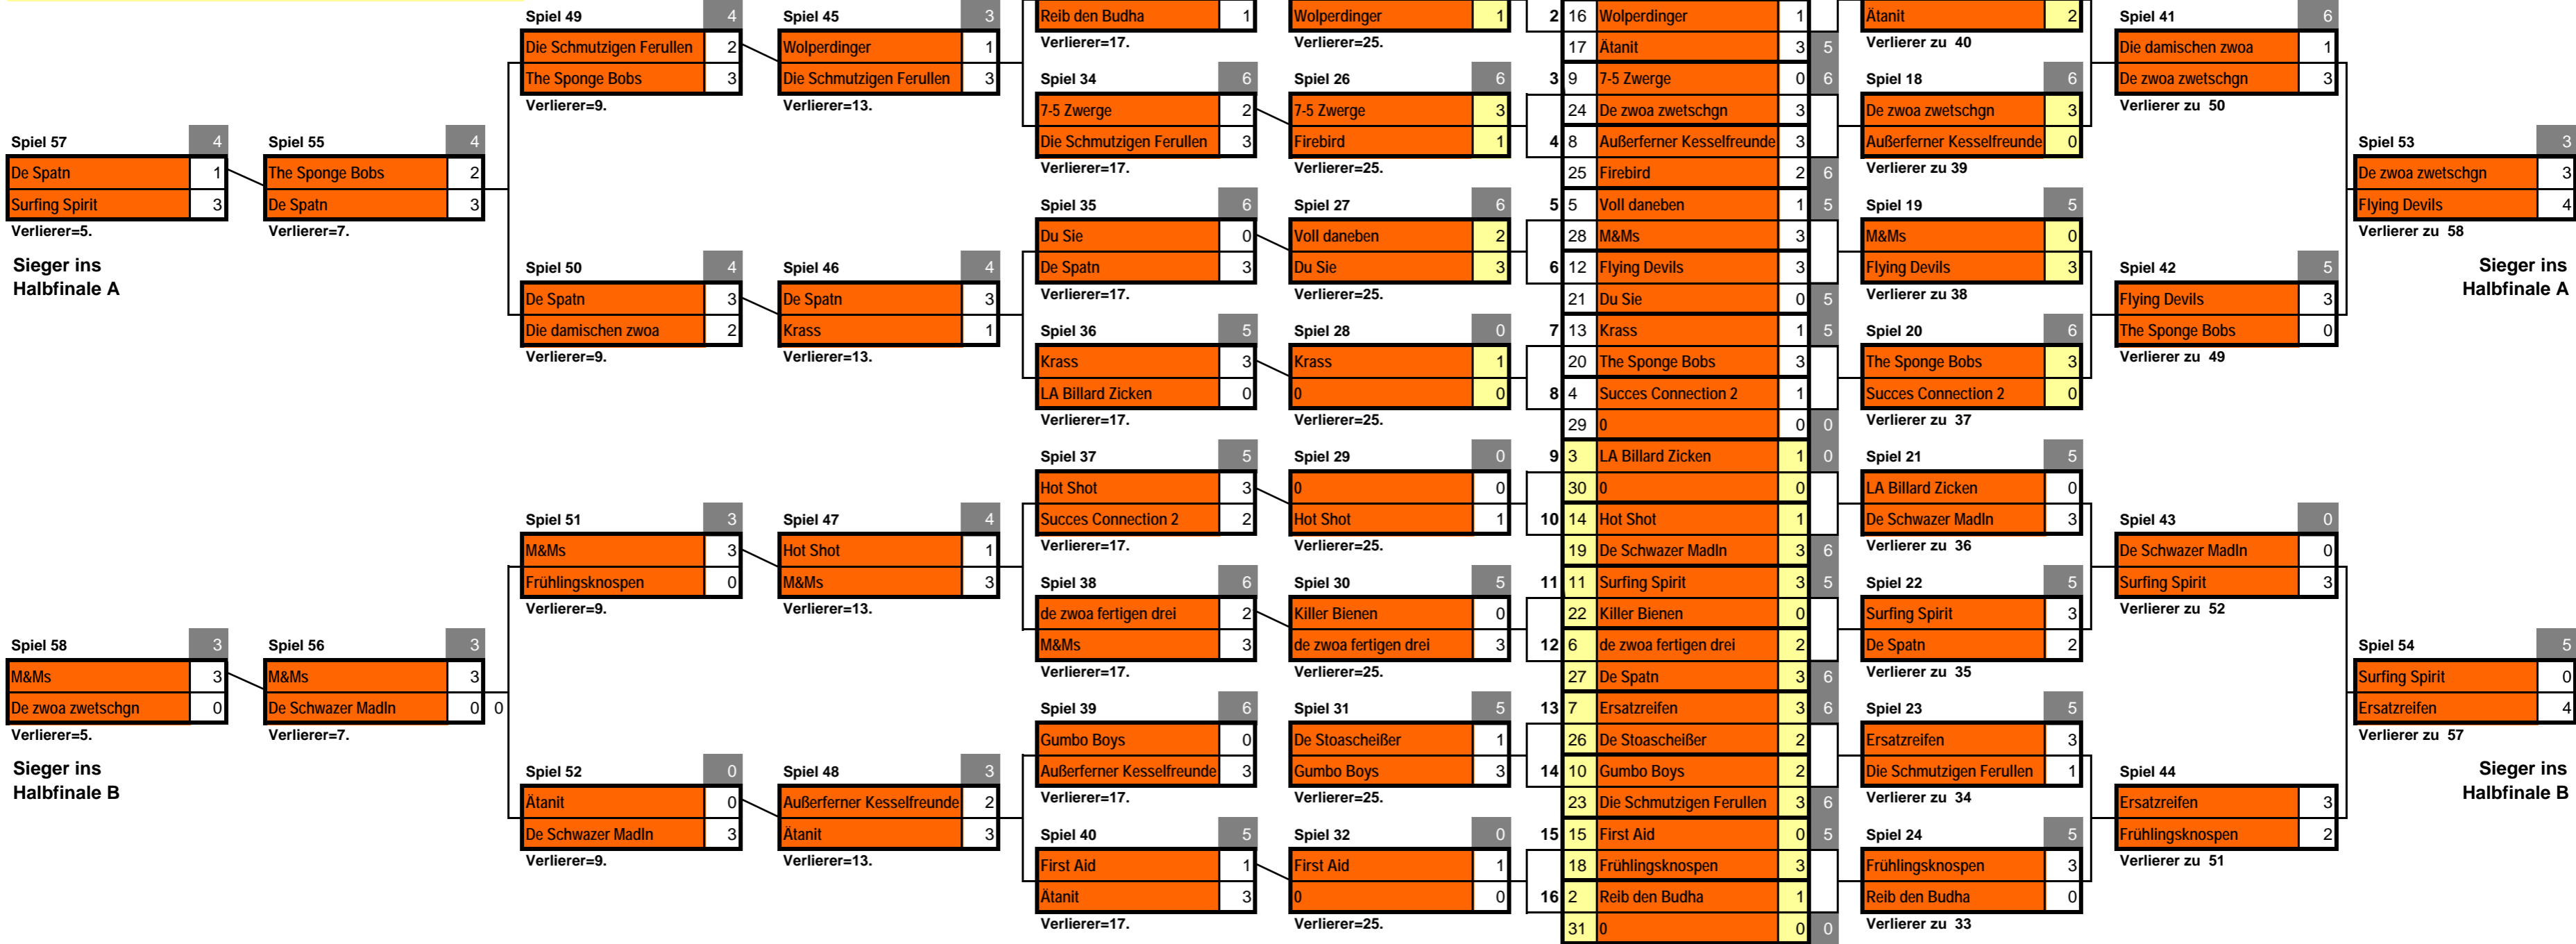 Spiel 49 4
Die Schmutzigen Ferullen 2
The Sponge Bobs 3
Verlierer=9.
Spiel 57 4
De Spatn 1
Surfing Spirit 3
Verlierer=5.
Sieger ins
Halbfinale A
Spiel 55 4
The Sponge Bobs 2
De Spatn 3
Verlierer=7.
Spiel 50 4
De Spatn 3
Die damischen zwoa 2
Verlierer=9.
Spiel 51 3
M&Ms 3
Frühlingsknospen 0
Verlierer=9.
Spiel 58 3
M&Ms 3
De zwoa zwetschgn 0
Verlierer=5.
Sieger ins
Halbfinale B
Spiel 56 3
M&Ms 3
De Schwazer Madln 0 0
Verlierer=7.
Spiel 52 0
Ätanit 0
De Schwazer Madln 3
Verlierer=9.
Spiel 45 3
Wolperdinger 1
Die Schmutzigen Ferullen 3
Verlierer=13.
Spiel 46 4
De Spatn 3
Krass 1
Verlierer=13.
Spiel 47 4
Hot Shot 1
M&Ms 3
Verlierer=13.
Spiel 48 3
Außerferner Kesselfreunde 2
Ätanit 3
Verlierer=13.
Reib den Budha 1
Verlierer=17.
Spiel 34 6
7-5 Zwerge 2
Die Schmutzigen Ferullen 3
Verlierer=17.
Spiel 35 6
Du Sie 0
De Spatn 3
Verlierer=17.
Spiel 36 5
Krass 3
LA Billard Zicken 0
Verlierer=17.
Spiel 37 5
Hot Shot 3
Succes Connection 2 2
Verlierer=17.
Spiel 38 6
de zwoa fertigen drei 2
M&Ms 3
Verlierer=17.
Spiel 39 6
Gumbo Boys 0
Außerferner Kesselfreunde 3
Verlierer=17.
Spiel 40 5
First Aid 1
Ätanit 3
Verlierer=17.
Wolperdinger 1
Verlierer=25.
Spiel 26 6
7-5 Zwerge 3
Firebird 1
Verlierer=25.
Spiel 27 6
Voll daneben 2
Du Sie 3
Verlierer=25.
Spiel 28 0
Krass 1
0 0
Verlierer=25.
Spiel 29 0
0 0
Hot Shot 1
Verlierer=25.
Spiel 30 5
Killer Bienen 0
de zwoa fertigen drei 3
Verlierer=25.
Spiel 31 5
De Stoascheißer 1
Gumbo Boys 3
Verlierer=25.
Spiel 32 0
First Aid 1
0 0
Verlierer=25.
2 16 Wolperdinger 1
17 Ätanit 3 5
3 9 7-5 Zwerge 0 6
24 De zwoa zwetschgn 3
4 8 Außerferner Kesselfreunde 3
25 Firebird 2 6
5 5 Voll daneben 1 5
28 M&Ms 3
6 12 Flying Devils 3
21 Du Sie 0 5
7 13 Krass 1 5
20 The Sponge Bobs 3
8 4 Succes Connection 2 1
29 0 0 0
9 3 LA Billard Zicken 1 0
30 0 0
10 14 Hot Shot 1
19 De Schwazer Madln 3 6
11 11 Surfing Spirit 3 5
22 Killer Bienen 0
12 6 de zwoa fertigen drei 2
27 De Spatn 3 6
13 7 Ersatzreifen 3 6
26 De Stoascheißer 2
14 10 Gumbo Boys 2
23 Die Schmutzigen Ferullen 3 6
15 15 First Aid 0 5
18 Frühlingsknospen 3
16 2 Reib den Budha 1
31 0 0 0
Ätanit 2
Verlierer zu 40
Spiel 18 6
De zwoa zwetschgn 3
Außerferner Kesselfreunde 0
Verlierer zu 39
Spiel 19 5
M&Ms 0
Flying Devils 3
Verlierer zu 38
Spiel 20 6
The Sponge Bobs 3
Succes Connection 2 0
Verlierer zu 37
Spiel 21 5
LA Billard Zicken 0
De Schwazer Madln 3
Verlierer zu 36
Spiel 22 5
Surfing Spirit 3
De Spatn 2
Verlierer zu 35
Spiel 23 5
Ersatzreifen 3
Die Schmutzigen Ferullen 1
Verlierer zu 34
Spiel 24 5
Frühlingsknospen 3
Reib den Budha 0
Verlierer zu 33
Spiel 41 6
Die damischen zwoa 1
De zwoa zwetschgn 3
Verlierer zu 50
Spiel 42 5
Flying Devils 3
The Sponge Bobs 0
Verlierer zu 49
Spiel 43 0
De Schwazer Madln 0
Surfing Spirit 3
Verlierer zu 52
Spiel 44
Ersatzreifen 3
Frühlingsknospen 2
Verlierer zu 51
Spiel 53 3
De zwoa zwetschgn 3
Flying Devils 4
Verlierer zu 58
Sieger ins
Halbfinale A
Spiel 54 5
Surfing Spirit 0
Ersatzreifen 4
Verlierer zu 57
Sieger ins
Halbfinale B